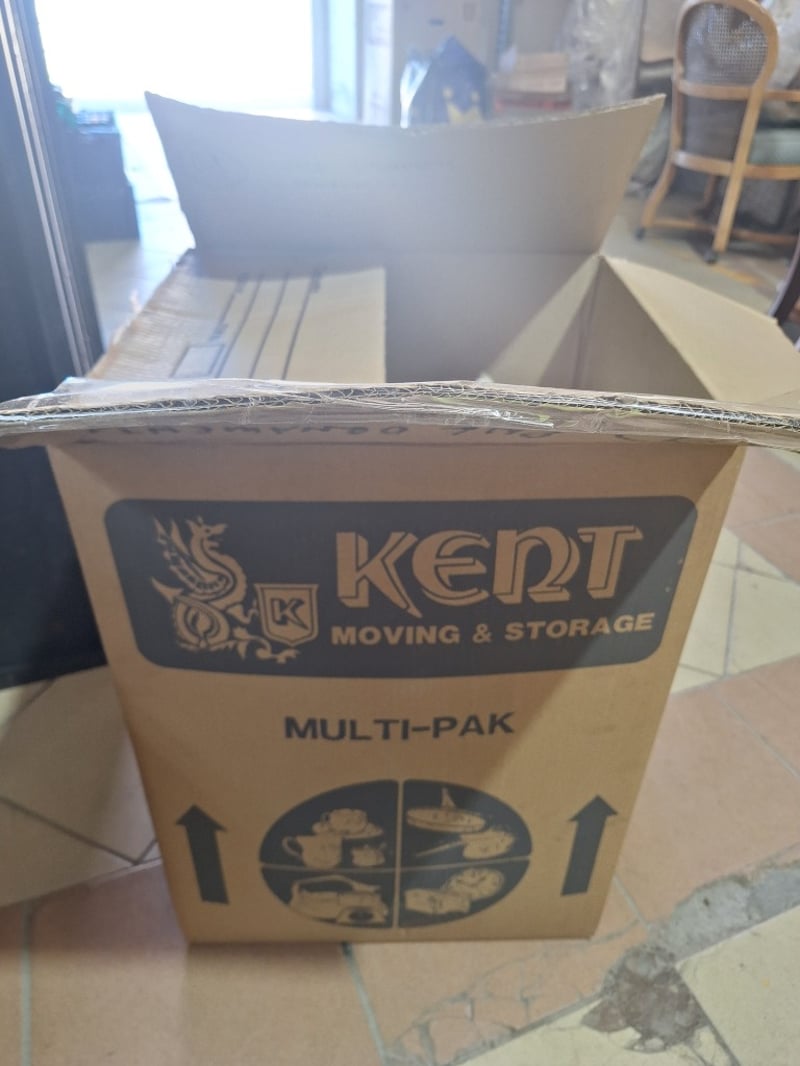 K
KENT
MOVING & STORAGE
MULTI-PAK